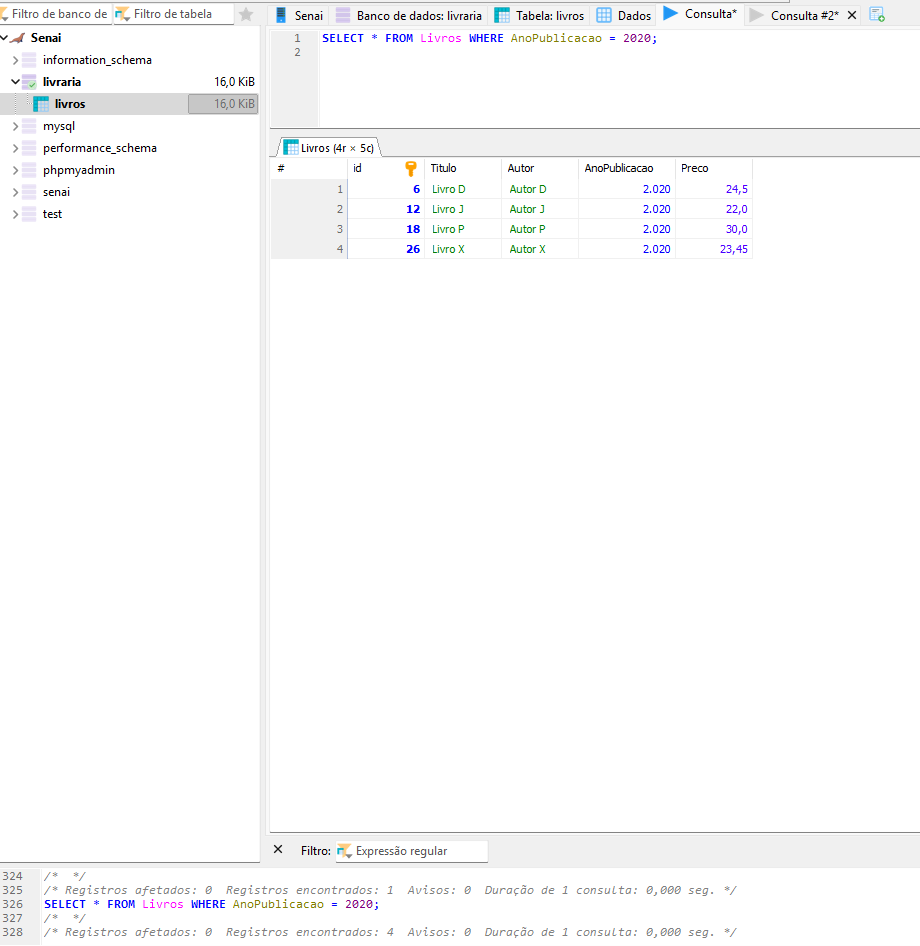 Filtro de banco de
Filtro de tabela
Senai
information_schema
livraria 16,0 KiB
livros 16,0 KiB
mysql
performance_schema
phpmyadmin
senai
test
Senai Banco de dados: livraria Tabela: livros Dados Consulta* Consulta #2*
1 SELECT * FROM Livros WHERE AnoPublicacao = 2020;
2
Livros (4r × 5c)
# id Titulo Autor AnoPublicacao Preco
1 6 Livro D Autor D 2.020 24,5
2 12 Livro J Autor J 2.020 22,0
3 18 Livro P Autor P 2.020 30,0
4 26 Livro X Autor X 2.020 23,45
Filtro: Expressão regular
324 /* */
325 /* Registros afetados: 0 Registros encontrados: 1 Avisos: 0 Duração de 1 consulta: 0,000 seg. */
326 SELECT * FROM Livros WHERE AnoPublicacao = 2020;
327 /* */
328 /* Registros afetados: 0 Registros encontrados: 4 Avisos: 0 Duração de 1 consulta: 0,000 seg. */